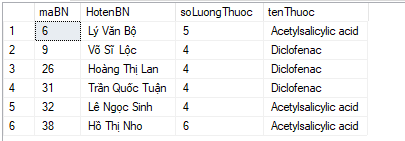 maBN HotenBN soLuongThuoc tenThuoc
1 6 Lý Văn Bộ 5 Acetylsalicylic acid
2 9 Võ Sĩ Lộc 4 Diclofenac
3 26 Hoàng Thị Lan 4 Diclofenac
4 31 Trần Quốc Tuận 4 Diclofenac
5 32 Lê Ngọc Sinh 4 Acetylsalicylic acid
6 38 Hồ Thị Nho 6 Acetylsalicylic acid